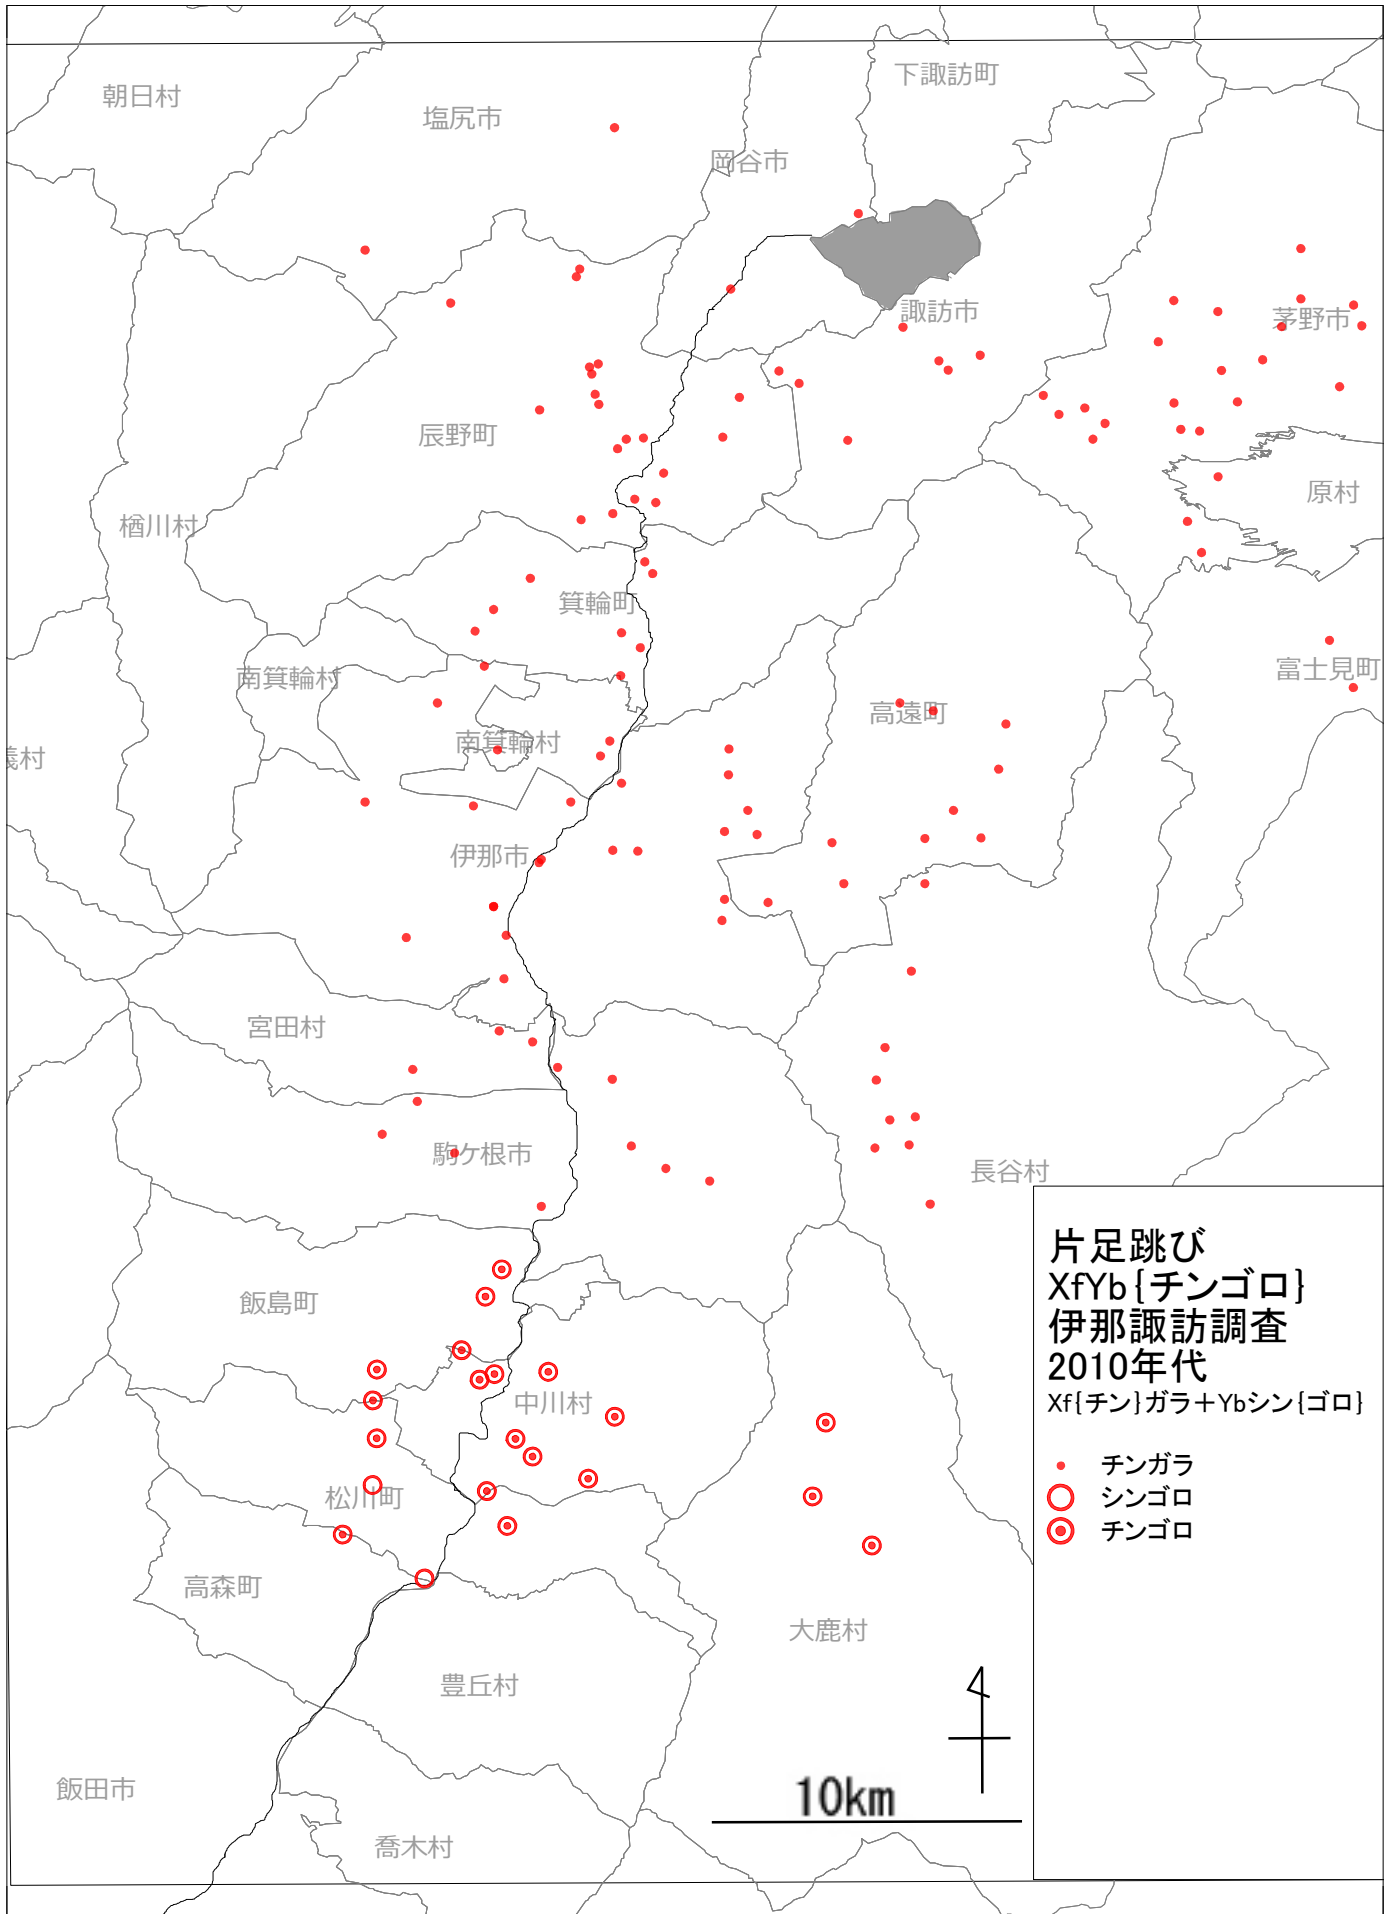 下諏訪町
朝日村
塩尻市
岡谷市
諏訪市
茅野市
辰野町
原村
楢川村
箕輪町
富士見町
南箕輪村
高遠町
南箕輪村
義村
伊那市
宮田村
駒ケ根市
長谷村
飯島町
中川村
松川町
高森町
大鹿村
豊丘村
飯田市
喬木村
10km
片足跳び
XfYb{チンゴロ}
伊那諏訪調査
2010年代
Xf{チン}ガラ＋Ybシン{ゴロ}
チンガラ
シンゴロ
チンゴロ